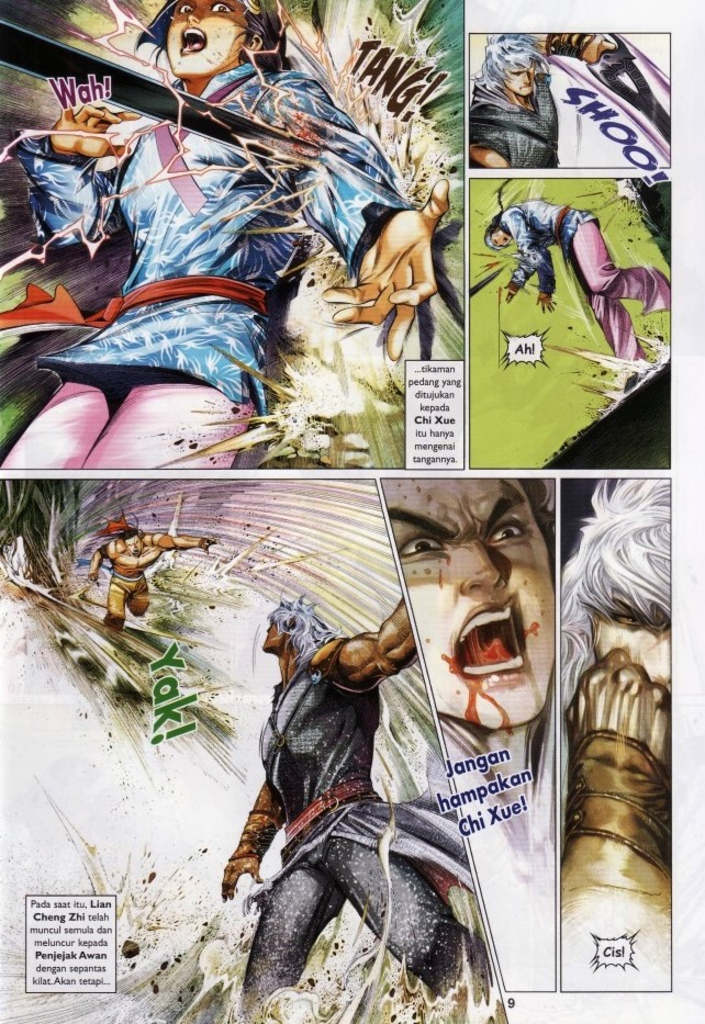 Wah!
TANG!
...tikaman
pedang yang
ditujukan
kepada
Chi Xue
itu hanya
mengenai
tangannya.
SHOO
Ah!
Yak!
Pada saat itu, Lian
Cheng Zhi telah
muncul semula dan
meluncur kepada
Penjejak Awan
dengan sepantas
kilat.Akan tetapi...
Jangan
hampakan
Chi Xue!
Cis!
9